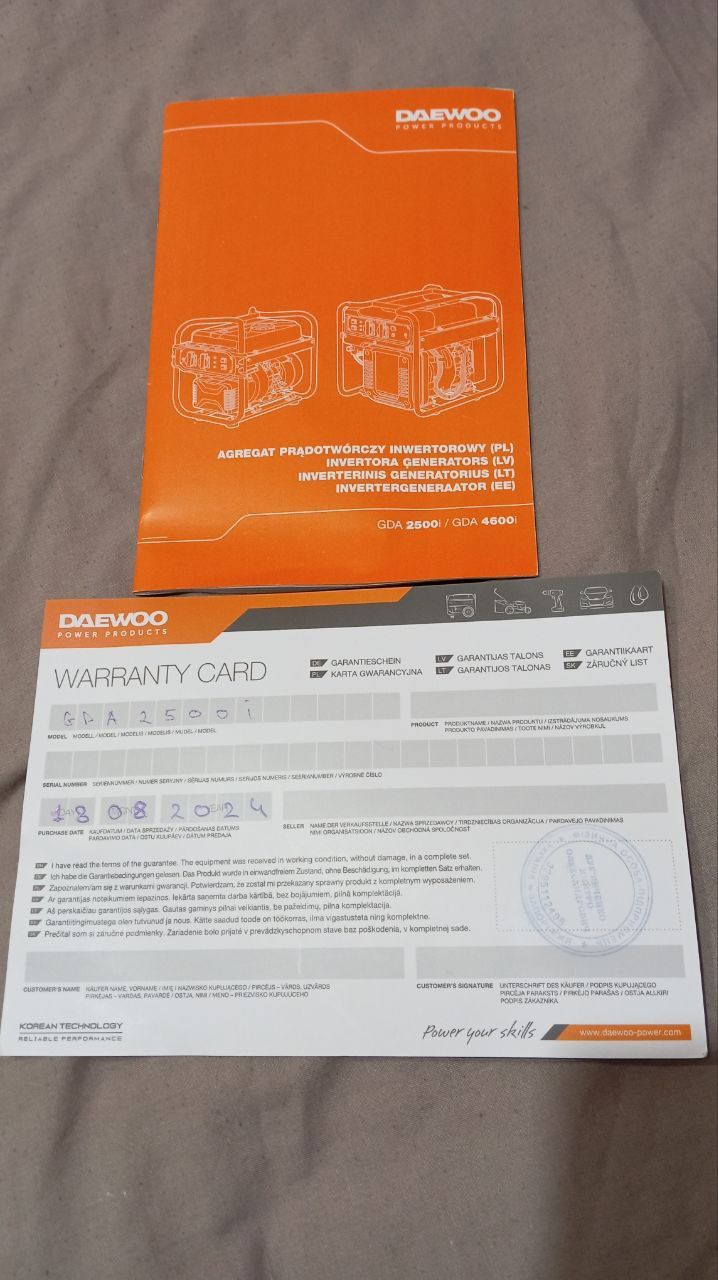 DAEWOO
POWER PRODUCTS
AGREGAT PRĄDOTWÓRCZY INWERTOROWY (PL)
INVERTORA ĢENERATORS (LV)
INVERTERINIS GENERATORIUS (LT)
INVERTERGENERAATOR (EE)
GDA 2500i / GDA 4600i
DAEWOO
POWER PRODUCTS
WARRANTY CARD
DE GARANTIESCHEIN
PL KARTA GWARANCYJNA
LV GARANTIJAS TALONS
LT GARANTIJOS TALONAS
EE GARANTIIKAART
SK ZÁRUČNÝ LIST
GDA 2500i
MODEL MODELL / MODEL / MODELIS / MODELIS / MUDEL / MODEL
PRODUCT PRODUKTNAME / NAZWA PRODUKTU / IZSTRĀDĀJUMA NOSAUKUMS
PRODUKTO PAVADINIMAS / TOOTE NIMI / NÁZOV VÝROBKU
SERIAL NUMBER SERIENNUMMER / NUMER SERYJNY / SĒRIJAS NUMURS / SERIJOS NUMERIS / SEERIANUMBER / VÝROBNÉ ČÍSLO
18 08 2024
PURCHASE DATE KAUFDATUM / DATA SPRZEDAŻY / PĀRDOŠANAS DATUMS
PARDAVIMO DATA / OSTU KUUPÄEV / DÁTUM PREDAJA
SELLER NAME DER VERKAUFSSTELLE / NAZWA SPRZEDAWCY / TIRDZNIECĪBAS ORGANIZĀCIJA / PARDAVĖJO PAVADINIMAS
NIMI ORGANISATSIOON / NÁZOV OBCHODNÁ SPOLOČNOSŤ
I have read the terms of the guarantee. The equipment was received in working condition, without damage, in a complete set.
Ich habe die Garantiebedingungen gelesen. Das Produkt wurde in einwandfreiem Zustand, ohne Beschädigung, im kompletten Satz erhalten.
Zapoznałem/am się z warunkami gwarancji. Potwierdzam, że został mi przekazany sprawny produkt z kompletnym wyposażeniem.
Ar garantijas noteikumiem iepazinos. Iekārta saņemta darba kārtībā, bez bojājumiem, pilnā komplektācijā.
Aš perskaičiau garantijos sąlygas. Gautas gaminys pilnai veikiantis, be pažeidimų, pilna komplektacija.
Garantiitingimustega olen tutvunud ja nous. Kätte saadud toode on töökorras, ilma vigastusteta ning komplektne.
Prečítal som si záručné podmienky. Zariadenie bolo prijaté v prevádzkyschopnom stave bez poškodenia, v kompletnej sade.
CUSTOMER'S NAME KÄUFER NAME, VORNAME / IMIĘ I NAZWISKO KUPUJĄCEGO / PIRCĒJS – VĀRDS, UZVĀRDS
PIRKĖJAS – VARDAS, PAVARDĖ / OSTJA, NIMI / MENO – PRIEZVISKO KUPUJÚCEHO
CUSTOMER'S SIGNATURE UNTERSCHRIFT DES KÄUFER / PODPIS KUPUJĄCEGO
PIRCĒJA PARAKSTS / PIRKĖJO PARAŠAS / OSTJA ALLKIRI
PODPIS ZÁKAZNÍKA
KOREAN TECHNOLOGY
RELIABLE PERFORMANCE
Power your skills
www.daewoo-power.com